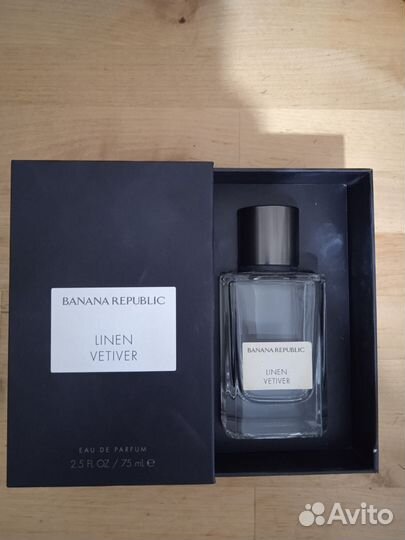 BANANA REPUBLIC
LINEN
VETIVER
EAU DE PARFUM
2.5 FL OZ / 75 mL e
BANANA REPUBLIC
LINEN
VETIVER
Avito